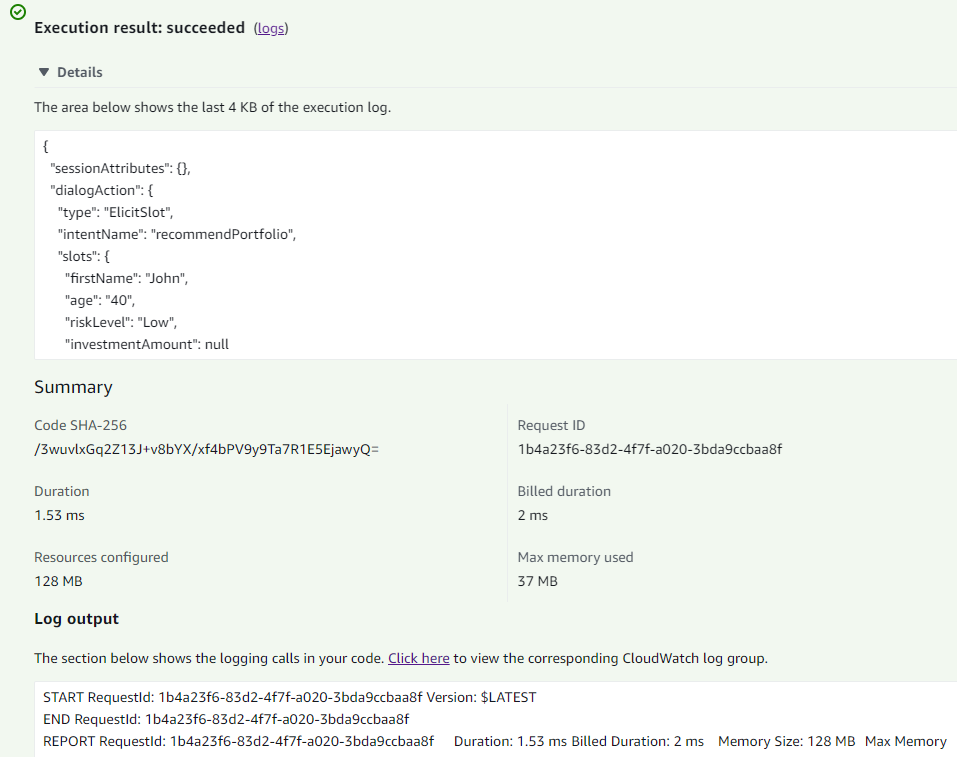 Execution result: succeeded (logs)
Details
The area below shows the last 4 KB of the execution log.
{
"sessionAttributes": {},
"dialogAction": {
"type": "ElicitSlot",
"intentName": "recommendPortfolio",
"slots": {
"firstName": "John",
"age": "40",
"riskLevel": "Low",
"investmentAmount": null
Summary
Code SHA-256
/3wuvlxGq2Z13J+v8bYX/xf4bPV9y9Ta7R1E5EjawyQ=
Request ID
1b4a23f6-83d2-4f7f-a020-3bda9ccbaa8f
Duration
1.53 ms
Billed duration
2 ms
Resources configured
128 MB
Max memory used
37 MB
Log output
The section below shows the logging calls in your code. Click here to view the corresponding CloudWatch log group.
START RequestId: 1b4a23f6-83d2-4f7f-a020-3bda9ccbaa8f Version: $LATEST
END RequestId: 1b4a23f6-83d2-4f7f-a020-3bda9ccbaa8f
REPORT RequestId: 1b4a23f6-83d2-4f7f-a020-3bda9ccbaa8f Duration: 1.53 ms Billed Duration: 2 ms Memory Size: 128 MB Max Memory